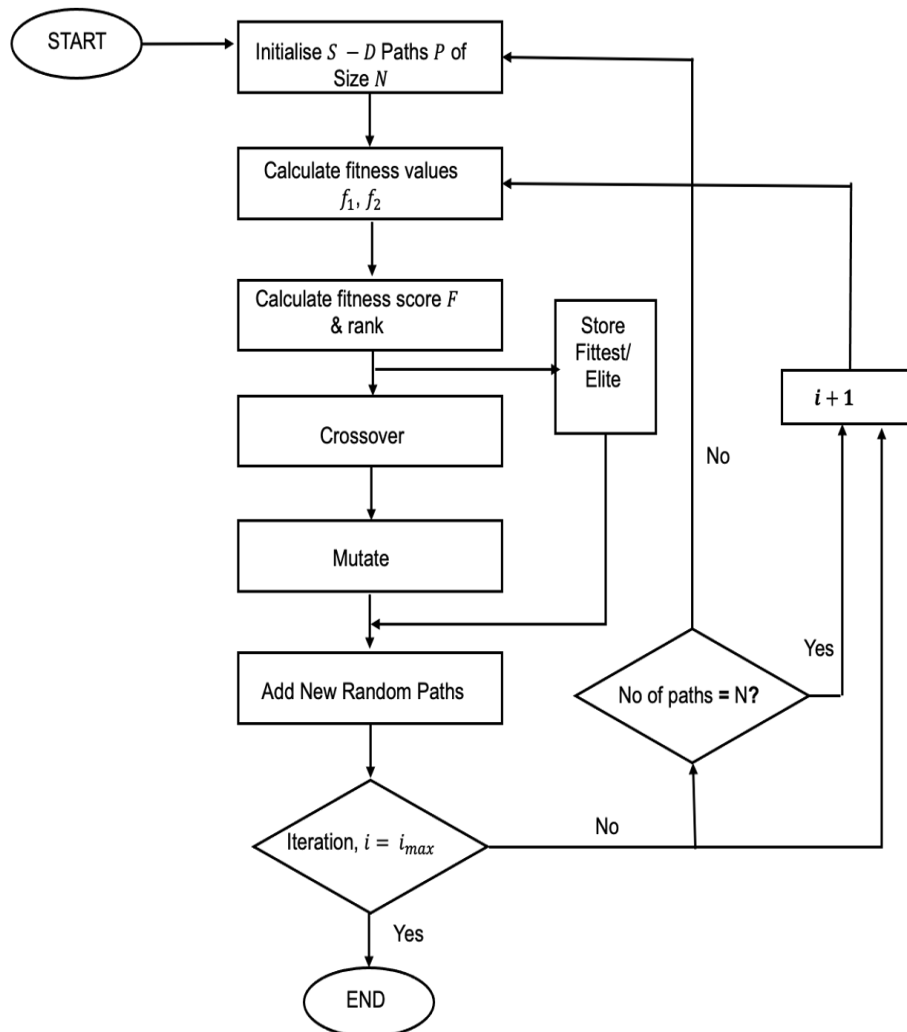 START
Initialise S – D Paths P of
Size N
Calculate fitness values
f₁, f₂
Calculate fitness score F
& rank
Store
Fittest/
Elite
i + 1
Crossover
No
Mutate
Yes
Add New Random Paths
No of paths = N?
No
Iteration, i = iₘₐₓ
Yes
END